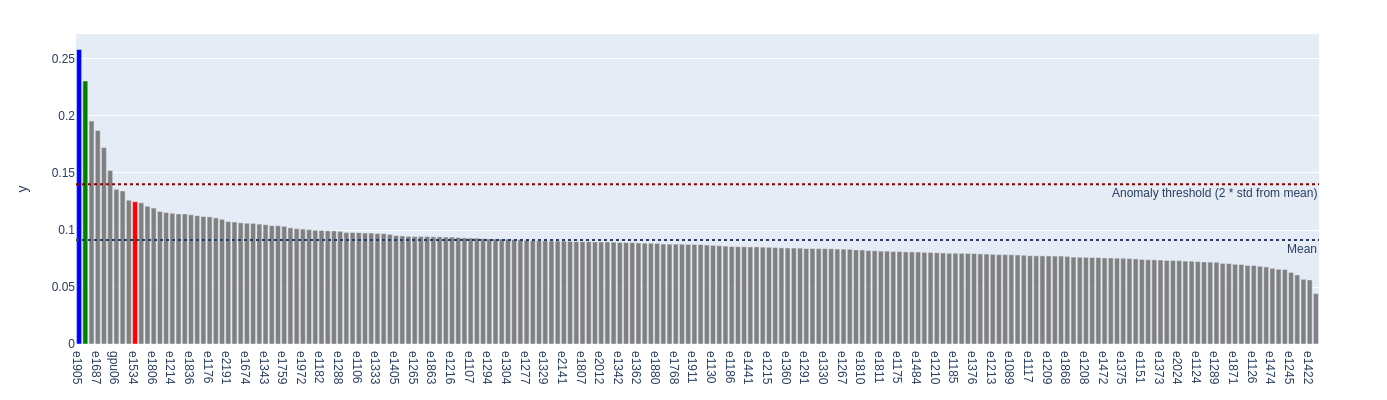 0.25
0.2
0.15
0.1
0.05
0
y
Anomaly threshold (2 * std from mean)
Mean
e1905
e1687
gpu06
e1534
e1806
e1214
e1836
e1176
e2191
e1674
e1343
e1759
e1972
e1182
e1288
e1106
e1333
e1405
e1265
e1863
e1216
e1107
e1294
e1304
e1277
e1329
e2141
e1807
e2012
e1342
e1362
e1880
e1768
e1911
e1130
e1186
e1441
e1215
e1360
e1291
e1330
e1267
e1810
e1811
e1175
e1484
e1210
e1185
e1376
e1213
e1089
e1117
e1209
e1868
e1208
e1472
e1375
e1151
e1373
e2024
e1124
e1289
e1871
e1126
e1474
e1245
e1422